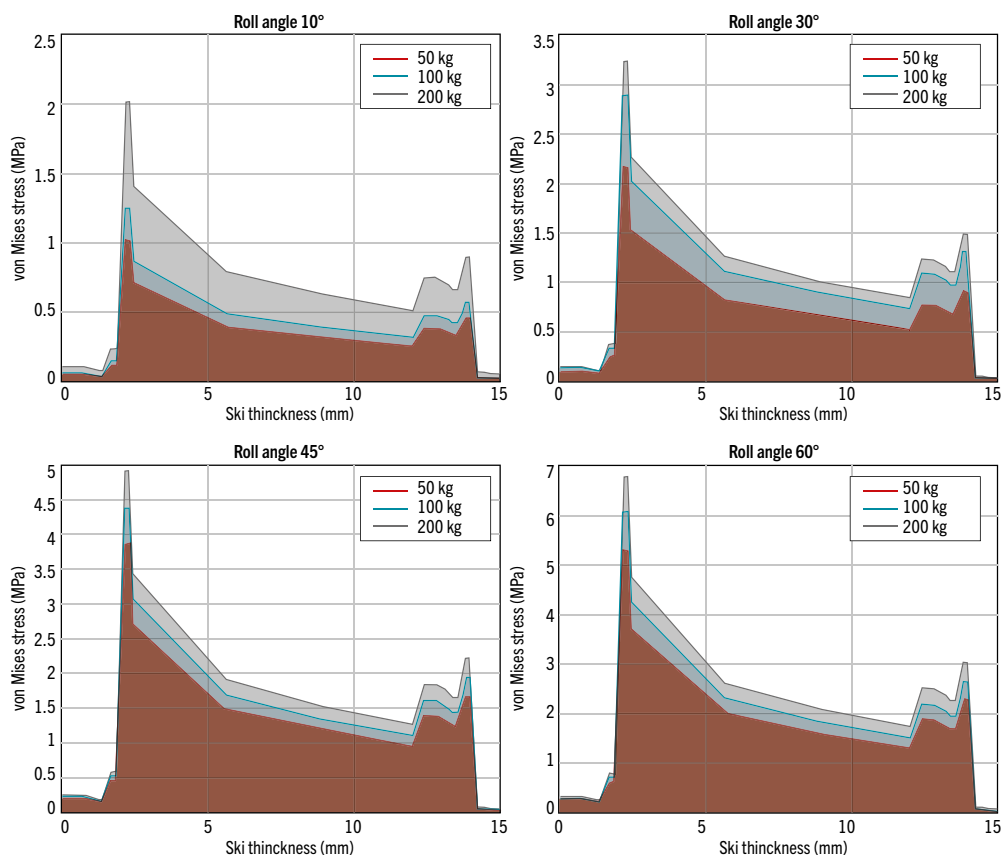 Roll angle 10°
von Mises stress (MPa)
2.5
2
1.5
1
0.5
0
50 kg
100 kg
200 kg
0 5 10 15
Ski thinckness (mm)
Roll angle 30°
von Mises stress (MPa)
3.5
3
2.5
2
1.5
1
0.5
0
50 kg
100 kg
200 kg
0 5 10 15
Ski thinckness (mm)
Roll angle 45°
von Mises stress (MPa)
5
4.5
4
3.5
3
2.5
2
1.5
1
0.5
0
50 kg
100 kg
200 kg
0 5 10 15
Ski thinckness (mm)
Roll angle 60°
von Mises stress (MPa)
7
6
5
4
3
2
1
0
50 kg
100 kg
200 kg
0 5 10 15
Ski thinckness (mm)